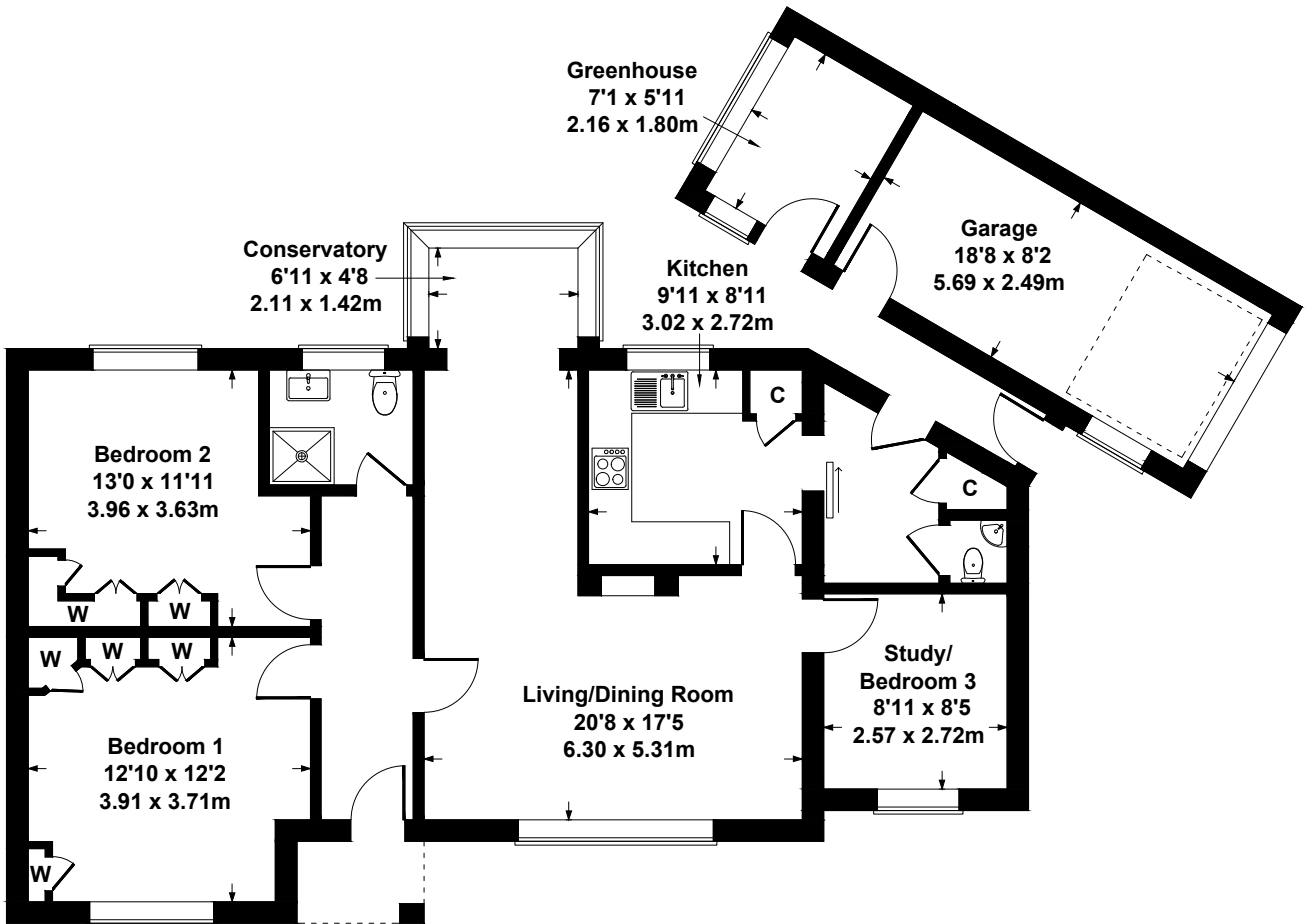 Greenhouse
7'1 x 5'11
2.16 x 1.80m
Garage
18'8 x 8'2
5.69 x 2.49m
Conservatory
6'11 x 4'8
2.11 x 1.42m
Kitchen
9'11 x 8'11
3.02 x 2.72m
C
Bedroom 2
13'0 x 11'11
3.96 x 3.63m
C
W
W
W
W
W
Living/Dining Room
20'8 x 17'5
6.30 x 5.31m
Study/
Bedroom 3
8'11 x 8'5
2.57 x 2.72m
Bedroom 1
12'10 x 12'2
3.91 x 3.71m
W